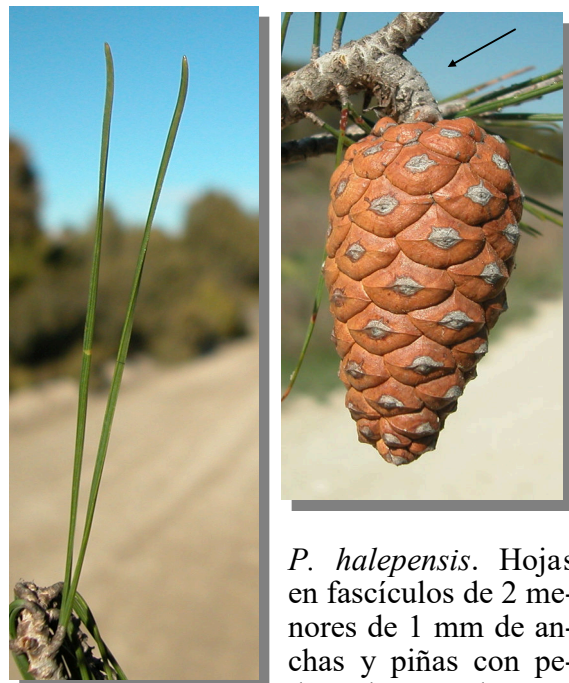 P. halepensis. Hojas
en fascículos de 2 me-
nores de 1 mm de an-
chas y piñas con pe-